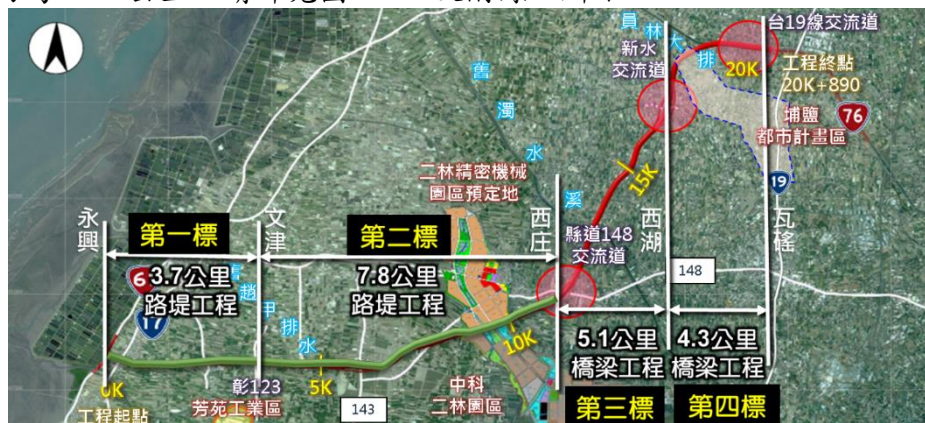 台19線交流道
員林大排
新水
交流道
20K
工程終點
20K+890
舊濁水溪
埔鹽
都市計畫區
76
二林精密機械
園區預定地
15K
19
永興
文津
西庄
西湖
瓦磘
第一標
第二標
縣道148
交流道
148
61
3.7公里
路堤工程
17
7.8公里
路堤工程
舊趙甲排水
5.1公里
橋梁工程
4.3公里
橋梁工程
10K
0K
5K
彰123
芳苑工業區
中科
二林園區
143
第三標
第四標
工程起點